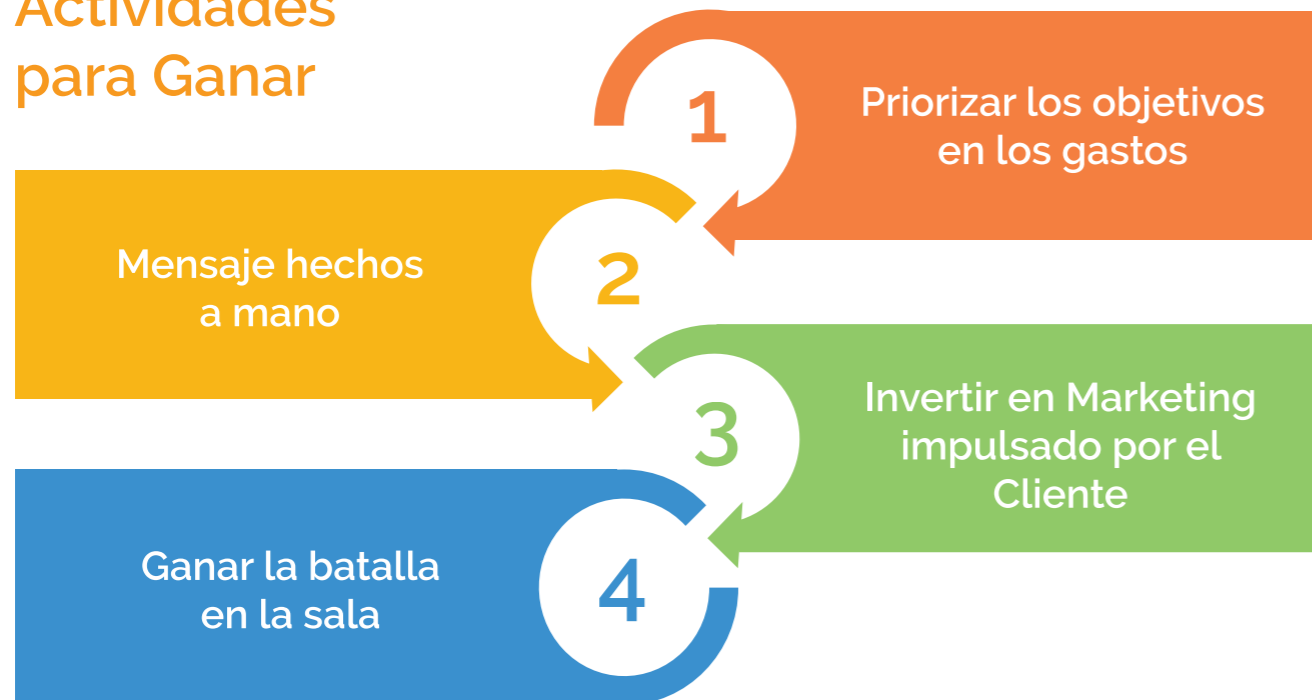 Actividades
para Ganar
1
Priorizar los objetivos
en los gastos
2
Mensaje hechos
a mano
3
Invertir en Marketing
impulsado por el
Cliente
4
Ganar la batalla
en la sala